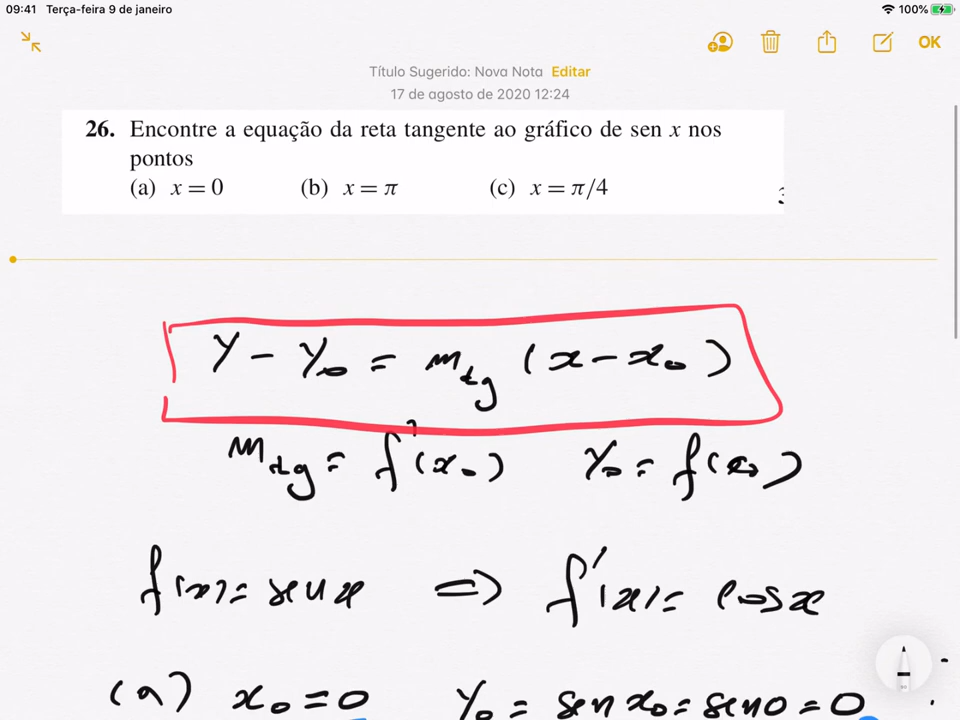 09:41 Terça-feira 9 de janeiro 100%
OK
Título Sugerido: Nova Nota Editar
17 de agosto de 2020 12:24
26. Encontre a equação da reta tangente ao gráfico de sen x nos
pontos
(a) x = 0 (b) x = π (c) x = π/4
y - y₀ = m_tg (x - x₀)
m_tg = f'(x₀) y₀ = f(x₀)
f(x) = sen x ⇒ f'(x) = cos x
(a) x₀ = 0 y₀ = sen x₀ = sen 0 = 0